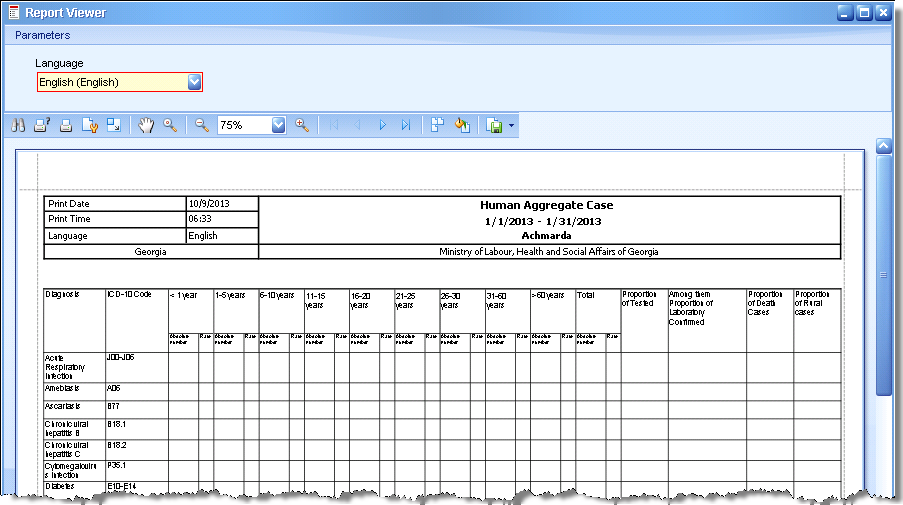 Report Viewer
Parameters
Language
English (English)
75%
Print Date 10/9/2013
Print Time 06:33
Language English
Human Aggregate Case
1/1/2013 - 1/31/2013
Achmarda
Georgia Ministry of Labour, Health and Social Affairs of Georgia
Diagnosis ICD-10 Code < 1 year 1-5 years 6-10 years 11-15 years 16-20 years 21-25 years 26-30 years 31-60 years >60 years Total Proportion of Tested Among them Proportion of Laboratory Confirmed Proportion of Death Cases Proportion of Rural cases
Absolute number Rate Absolute number Rate Absolute number Rate Absolute number Rate Absolute number Rate Absolute number Rate Absolute number Rate Absolute number Rate Absolute number Rate Absolute number Rate
Acute Respiratory Infection J00-J06
Amebiasis A06
Ascariasis B77
Chronic viral hepatitis B B18.1
Chronic viral hepatitis C B18.2
Cytomegalovirus Infection P35.1
Diabetes E10-E14